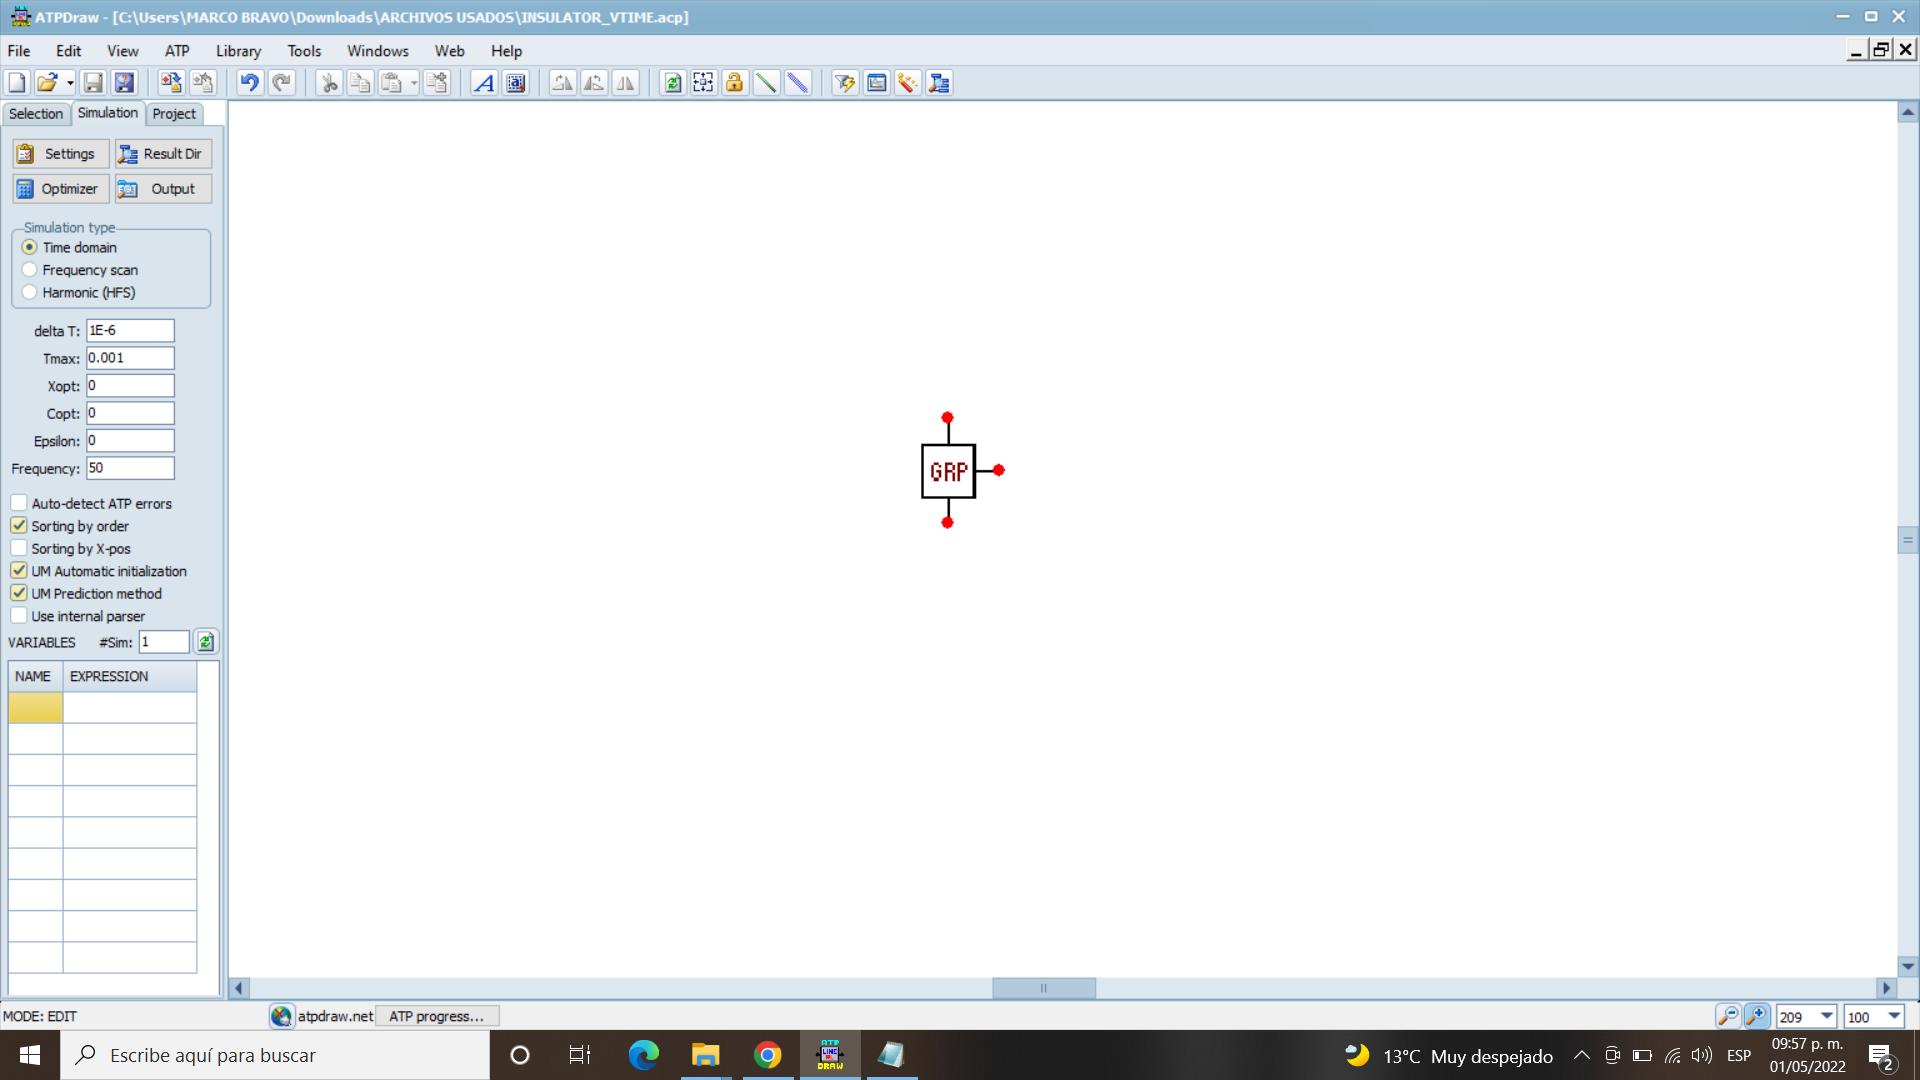 ATPDraw - [C:\Users\MARCO BRAVO\Downloads\ARCHIVOS USADOS\INSULATOR_VTIME.acp]
File Edit View ATP Library Tools Windows Web Help
Selection Simulation Project
Settings Result Dir
Optimizer Output
Simulation type
Time domain
Frequency scan
Harmonic (HFS)
delta T: 1E-6
Tmax: 0.001
Xopt: 0
Copt: 0
Epsilon: 0
Frequency: 50
Auto-detect ATP errors
Sorting by order
Sorting by X-pos
UM Automatic initialization
UM Prediction method
Use internal parser
VARIABLES #Sim: 1
NAME EXPRESSION
GRP
MODE: EDIT atpdraw.net ATP progress... 209 100
Escribe aquí para buscar
ATP
LINE
DRAW
13°C Muy despejado ESP
09:57 p. m.
01/05/2022
2